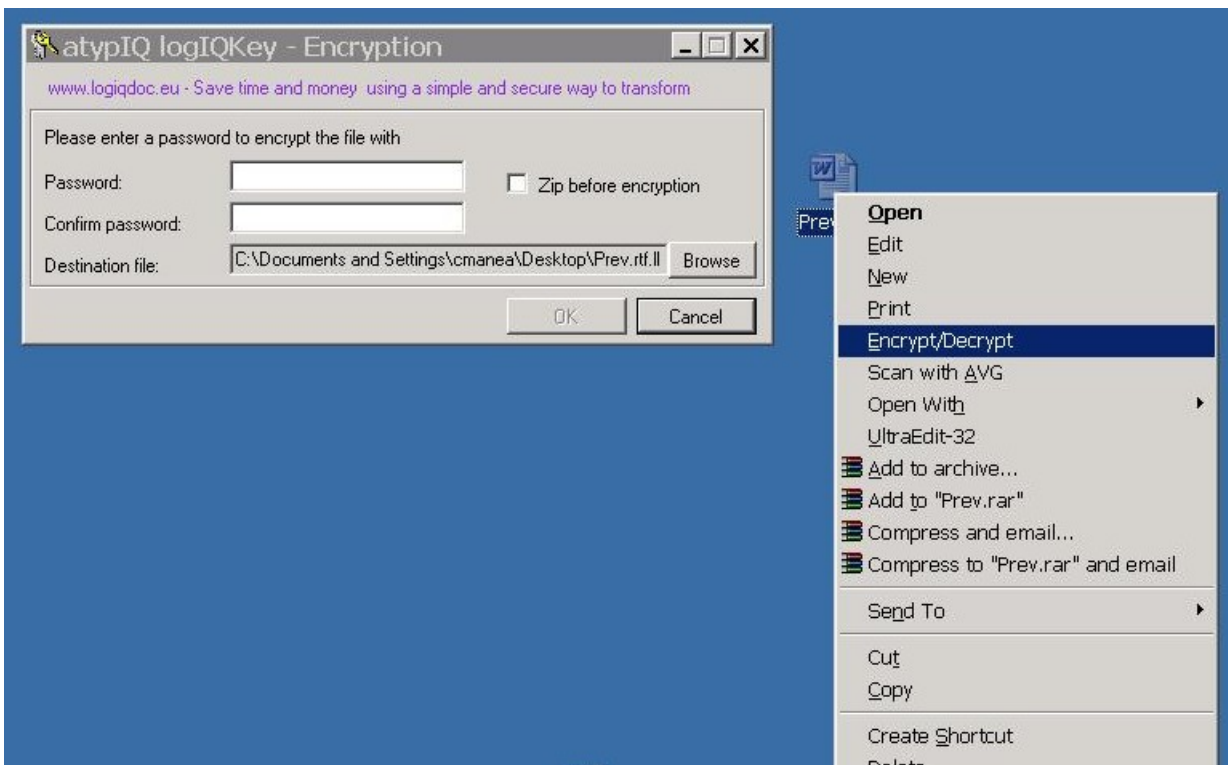 atypIQ logIQKey - Encryption
www.logiqdoc.eu - Save time and money using a simple and secure way to transform
Please enter a password to encrypt the file with
Password:
Zip before encryption
Confirm password:
Destination file:
C:\Documents and Settings\cmanea\Desktop\Prev.rtf.ll
Browse
OK
Cancel
Prev
Open
Edit
New
Print
Encrypt/Decrypt
Scan with AVG
Open With
UltraEdit-32
Add to archive...
Add to "Prev.rar"
Compress and email...
Compress to "Prev.rar" and email
Send To
Cut
Copy
Create Shortcut
Delete